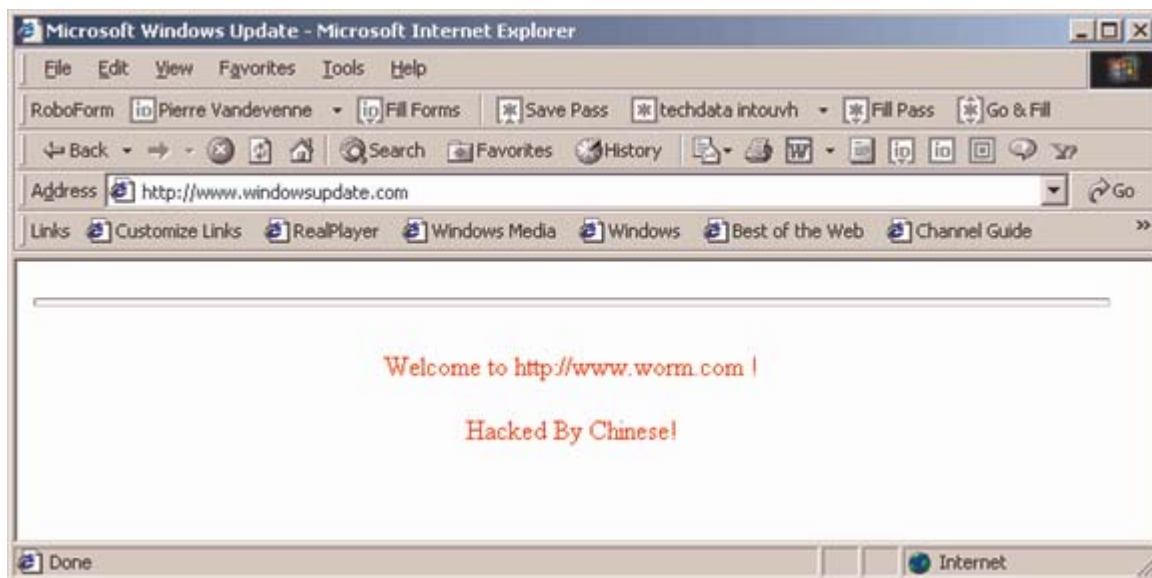 Microsoft Windows Update - Microsoft Internet Explorer
File Edit View Favorites Tools Help
RoboForm Pierre Vandevenne Fill Forms Save Pass techdata intouvh Fill Pass Go & Fill
Back Search Favorites History
Address http://www.windowsupdate.com Go
Links Customize Links RealPlayer Windows Media Windows Best of the Web Channel Guide »
Welcome to http://www.worm.com !
Hacked By Chinese!
Done Internet